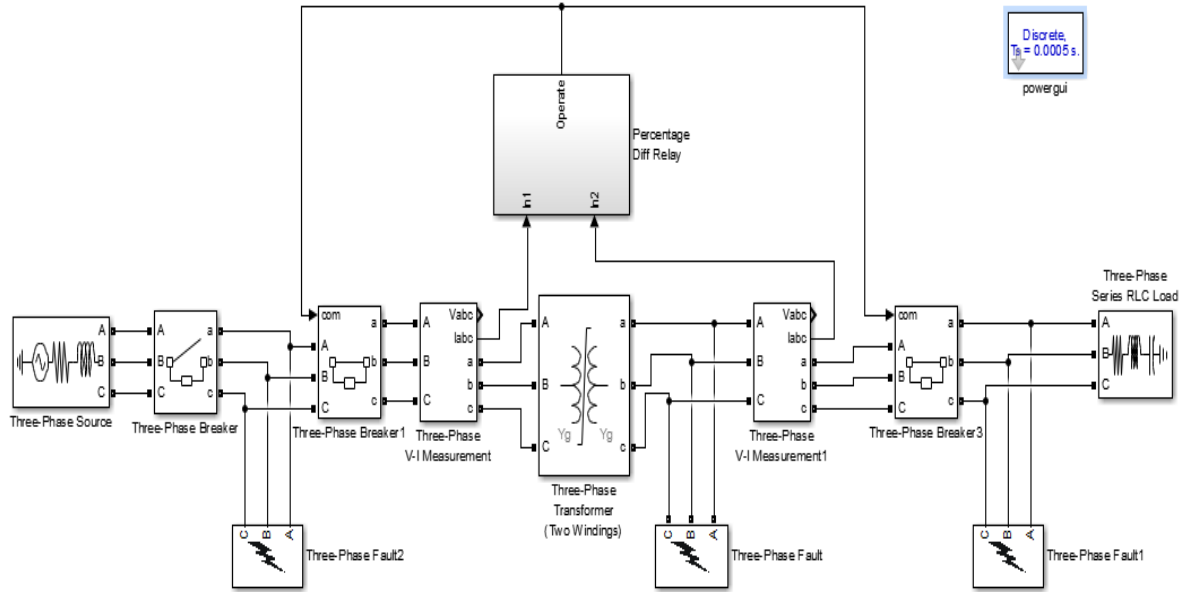 Discrete,
Ts = 0.0005 s.
powergui
Operate
In1
In2
Percentage
Diff Relay
Three-Phase
Series RLC Load
A
B
C
Three-Phase Source
A
B
C
a
b
c
Three-Phase Breaker
com
A
B
C
a
b
c
Three-Phase Breaker1
A
B
C
Vabc
Iabc
a
b
c
Three-Phase
V-I Measurement
A
B
C
a
b
c
Yg
Yg
Three-Phase
Transformer
(Two Windings)
A
B
C
Vabc
Iabc
a
b
c
Three-Phase
V-I Measurement1
com
A
B
C
a
b
c
Three-Phase Breaker3
A
B
C
C
B
A
Three-Phase Fault2
C
B
A
Three-Phase Fault
C
B
A
Three-Phase Fault1